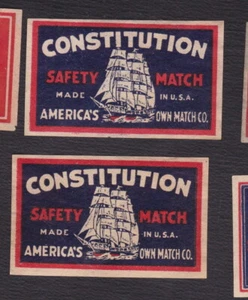 CONSTITUTION
SAFETY MATCH
MADE IN U.S.A.
AMERICA'S OWN MATCH CO.
CONSTITUTION
SAFETY MATCH
MADE IN U.S.A.
AMERICA'S OWN MATCH CO.